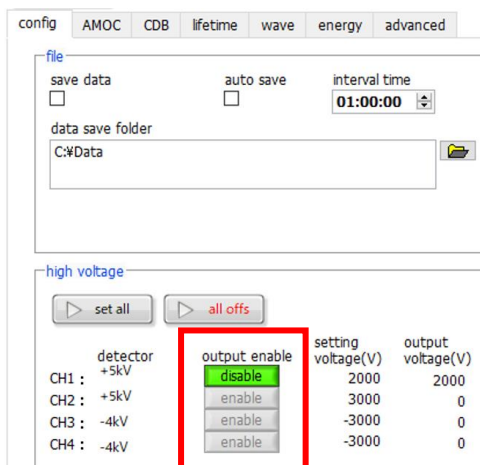 config AMOC CDB lifetime wave energy advanced
file
save data auto save interval time
01:00:00
data save folder
C:¥Data
high voltage
set all all offs
detector output enable setting voltage(V) output voltage(V)
CH1 : +5kV disable 2000 2000
CH2 : +5kV enable 3000 0
CH3 : -4kV enable -3000 0
CH4 : -4kV enable -3000 0